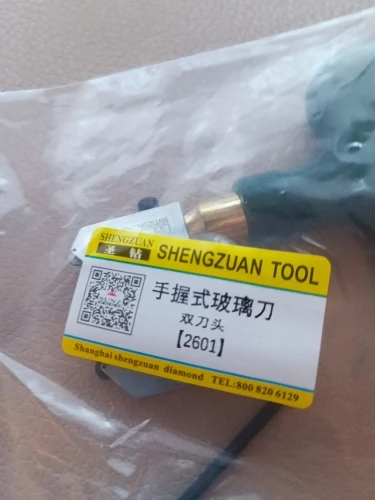 SHENGZUAN
圣 钻
SHENGZUAN TOOL
手握式玻璃刀
双刀头
【2601】
Shanghai shengzuan diamond TEL:800 820 6129